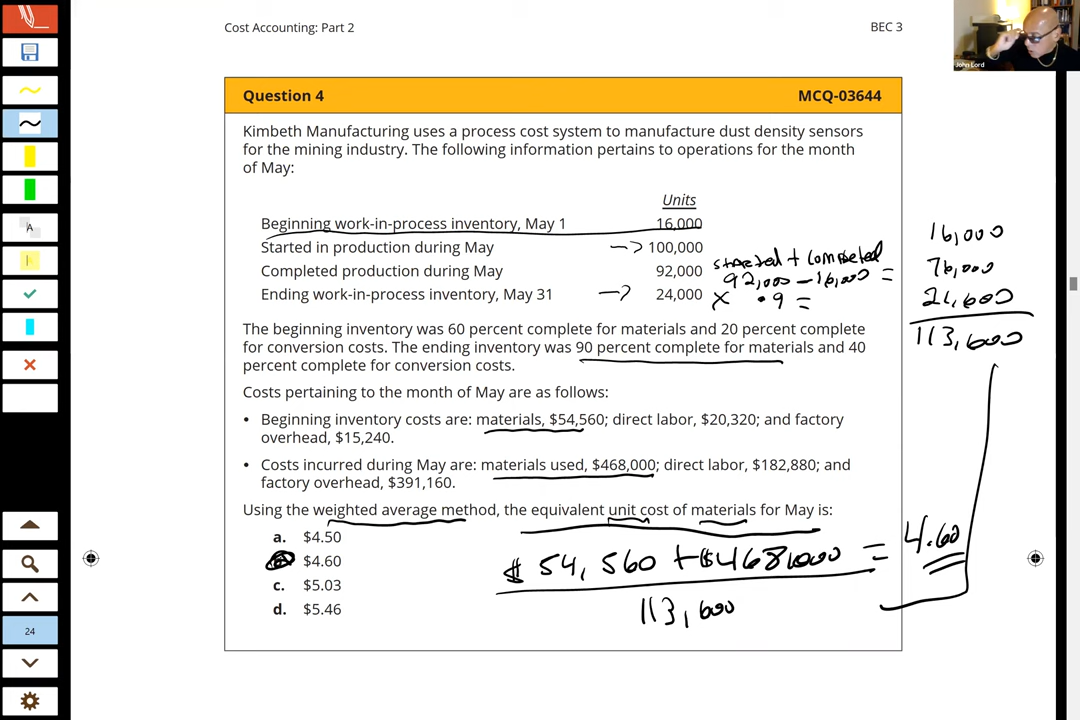 Cost Accounting: Part 2
BEC 3
John Lord
Question 4
MCQ-03644
Kimbeth Manufacturing uses a process cost system to manufacture dust density sensors
for the mining industry. The following information pertains to operations for the month
of May:
Units
Beginning work-in-process inventory, May 1 16,000
Started in production during May -> 100,000
Completed production during May 92,000
Ending work-in-process inventory, May 31 -> 24,000
started + completed
92,000 - 16,000 =
x .9 =
16,000
76,000
21,600
113,600
The beginning inventory was 60 percent complete for materials and 20 percent complete
for conversion costs. The ending inventory was 90 percent complete for materials and 40
percent complete for conversion costs.
Costs pertaining to the month of May are as follows:
• Beginning inventory costs are: materials, $54,560; direct labor, $20,320; and factory
overhead, $15,240.
• Costs incurred during May are: materials used, $468,000; direct labor, $182,880; and
factory overhead, $391,160.
Using the weighted average method, the equivalent unit cost of materials for May is:
a. $4.50
$4.60
c. $5.03
d. $5.46
$54,560 + $468,000 = 4.60
113,600
A
24